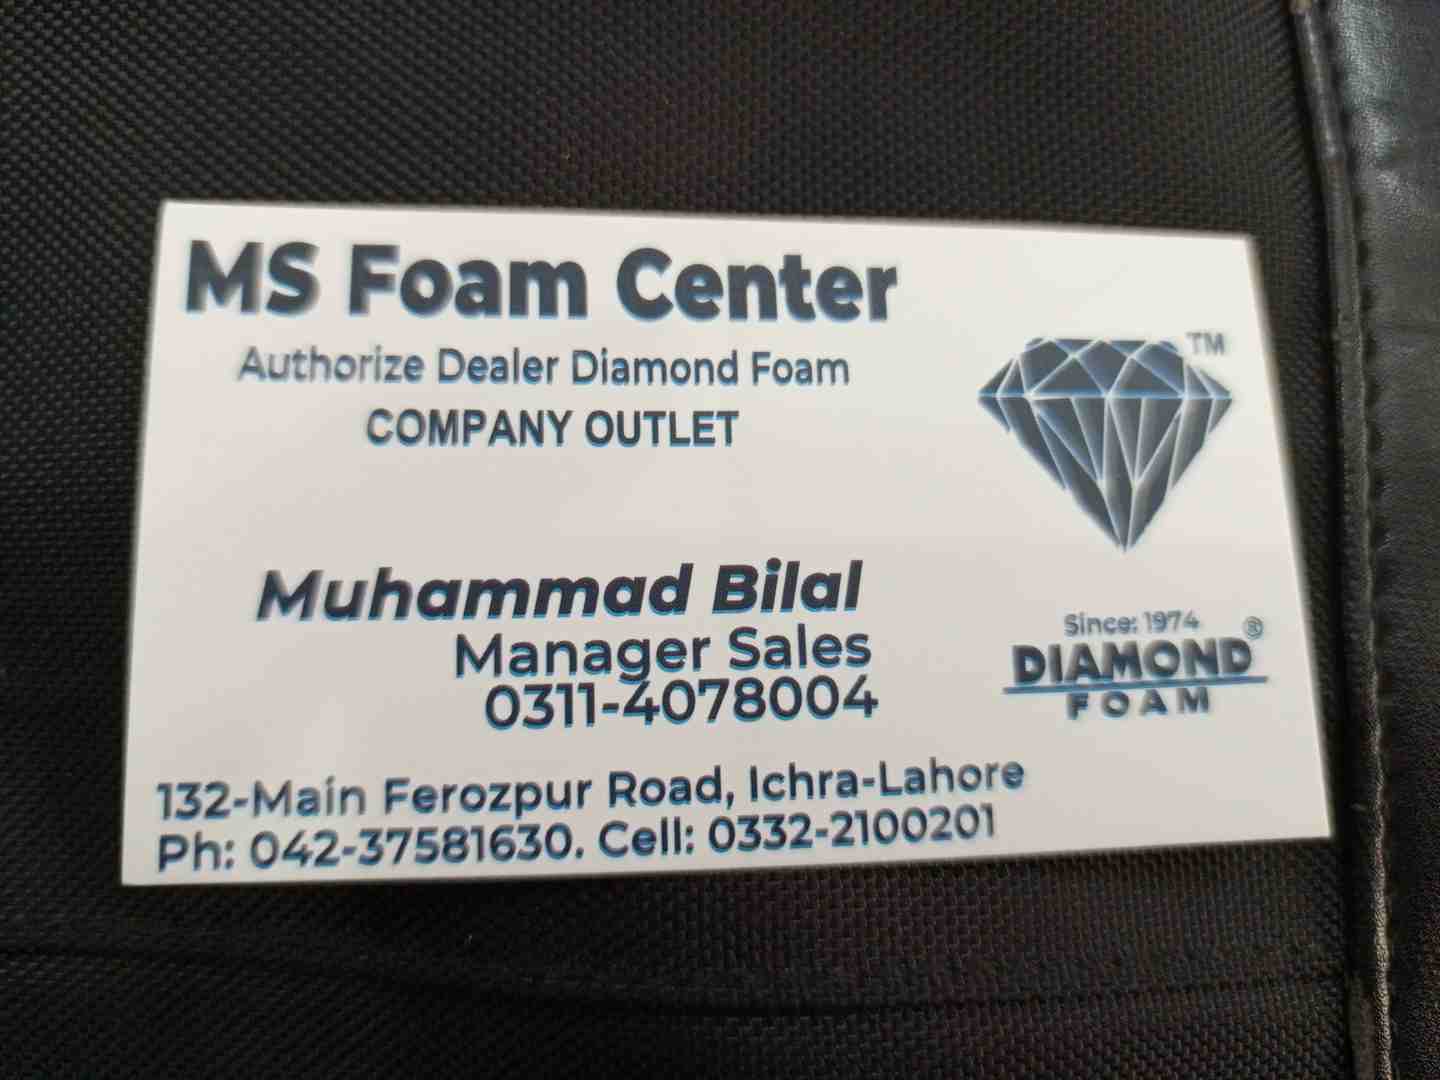 MS Foam Center
Authorize Dealer Diamond Foam
COMPANY OUTLET
TM
Muhammad Bilal
Manager Sales
0311-4078004
Since: 1974
DIAMOND®
FOAM
132-Main Ferozpur Road, Ichra-Lahore
Ph: 042-37581630. Cell: 0332-2100201